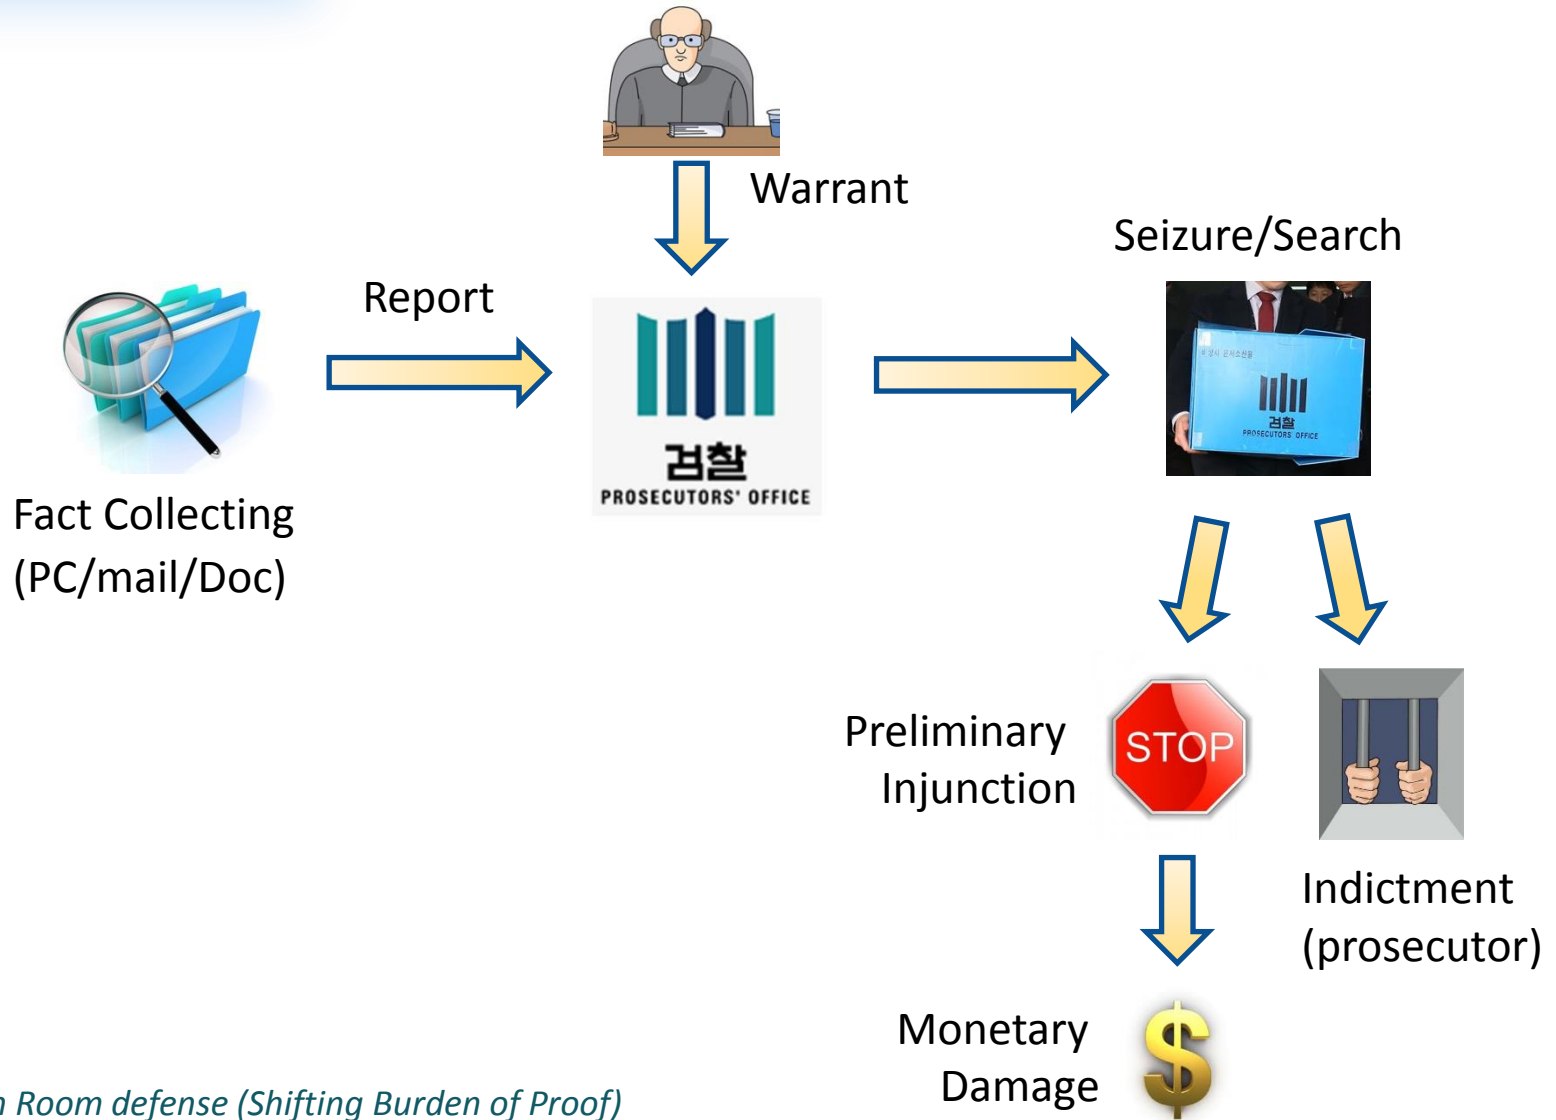 Warrant
Seizure/Search
Report
검찰
PROSECUTORS' OFFICE
검찰
PROSECUTORS OFFICE
Fact Collecting
(PC/mail/Doc)
Preliminary
Injunction
STOP
Indictment
(prosecutor)
Monetary
Damage
$
Room defense (Shifting Burden of Proof)